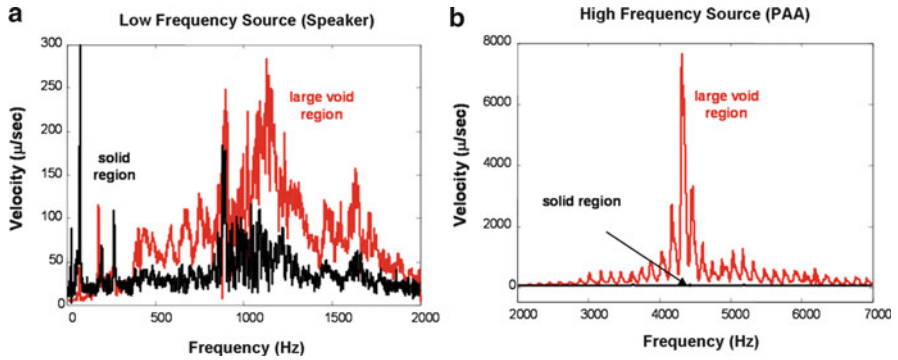 a
Low Frequency Source (Speaker)
300
250
200
150
100
50
0
Velocity (µ/sec)
large void
region
solid
region
0
500
1000
1500
2000
Frequency (Hz)
b
High Frequency Source (PAA)
8000
6000
4000
2000
0
Velocity (µ/sec)
large void
region
solid region
2000
3000
4000
5000
6000
7000
Frequency (Hz)